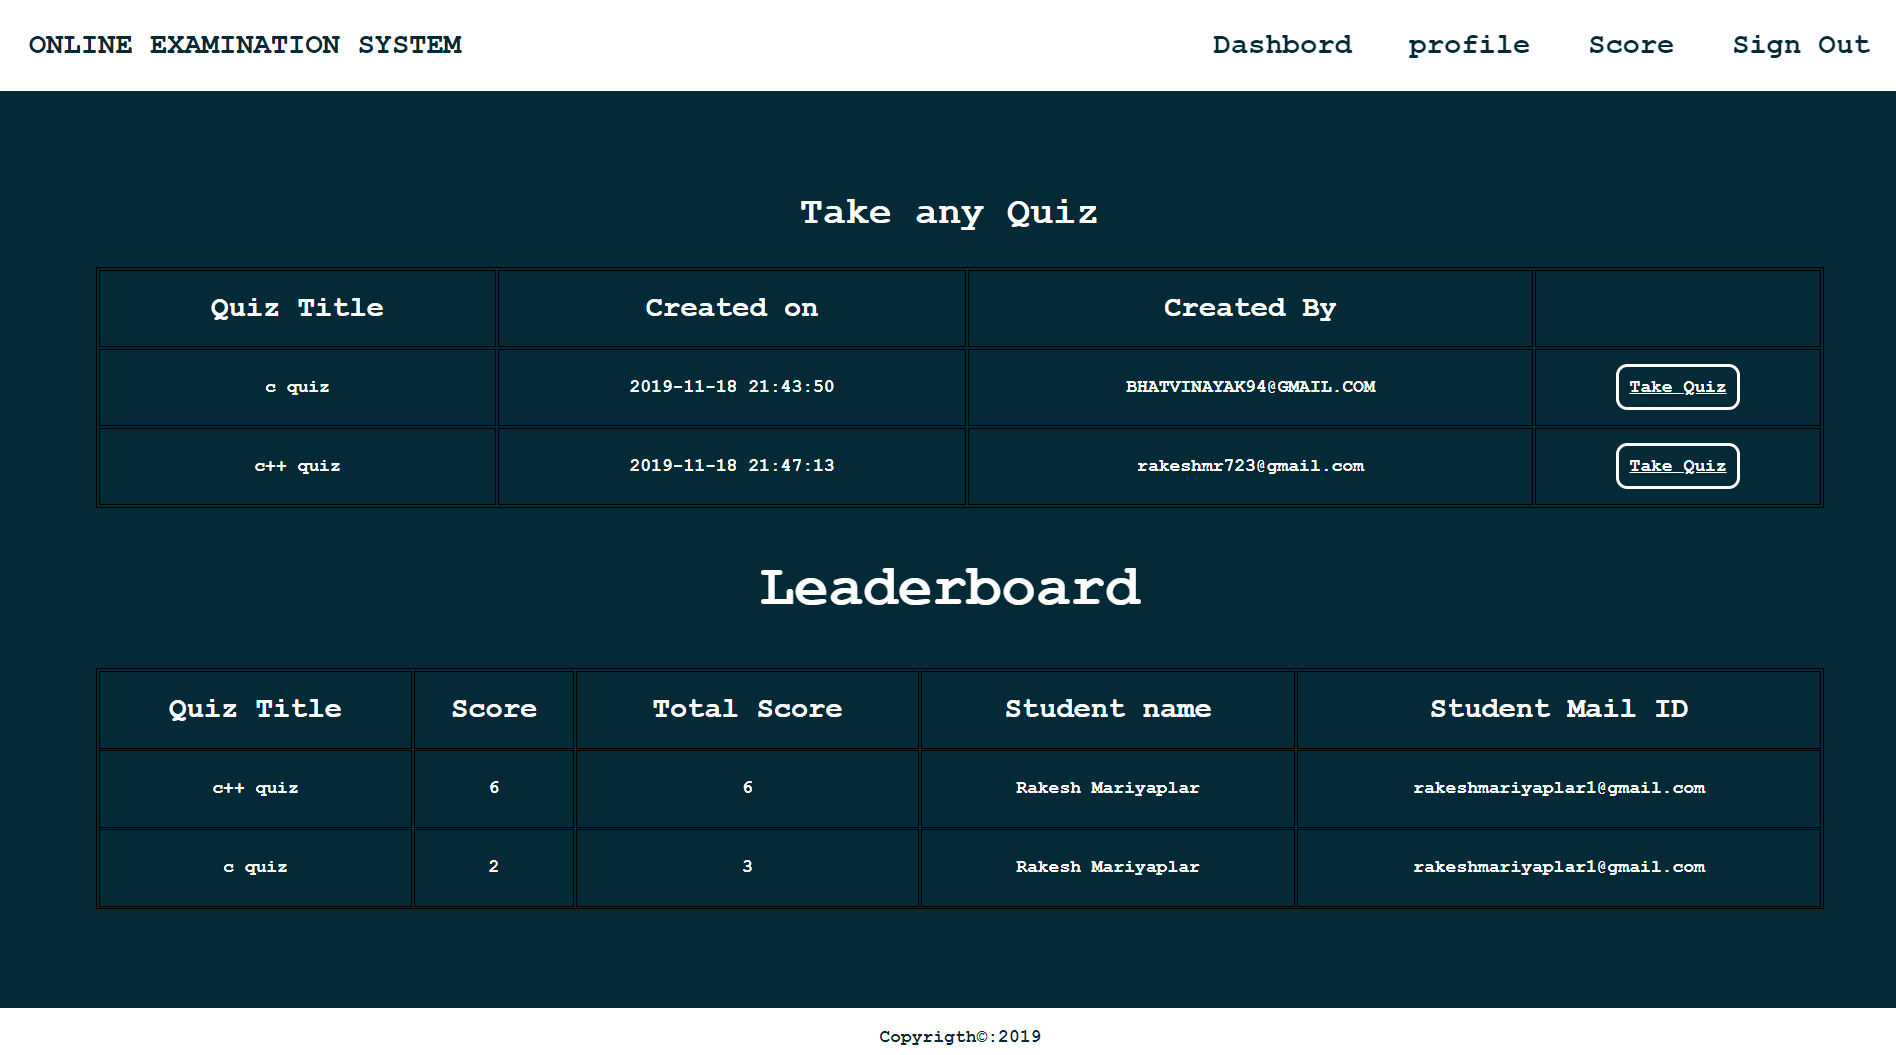 ONLINE EXAMINATION SYSTEM Dashbord profile Score Sign Out
Take any Quiz
Quiz Title Created on Created By
c quiz 2019-11-18 21:43:50 BHATVINAYAK94@GMAIL.COM Take Quiz
c++ quiz 2019-11-18 21:47:13 rakeshmr723@gmail.com Take Quiz
Leaderboard
Quiz Title Score Total Score Student name Student Mail ID
c++ quiz 6 6 Rakesh Mariyaplar rakeshmariyaplar1@gmail.com
c quiz 2 3 Rakesh Mariyaplar rakeshmariyaplar1@gmail.com
Copyrigth©:2019